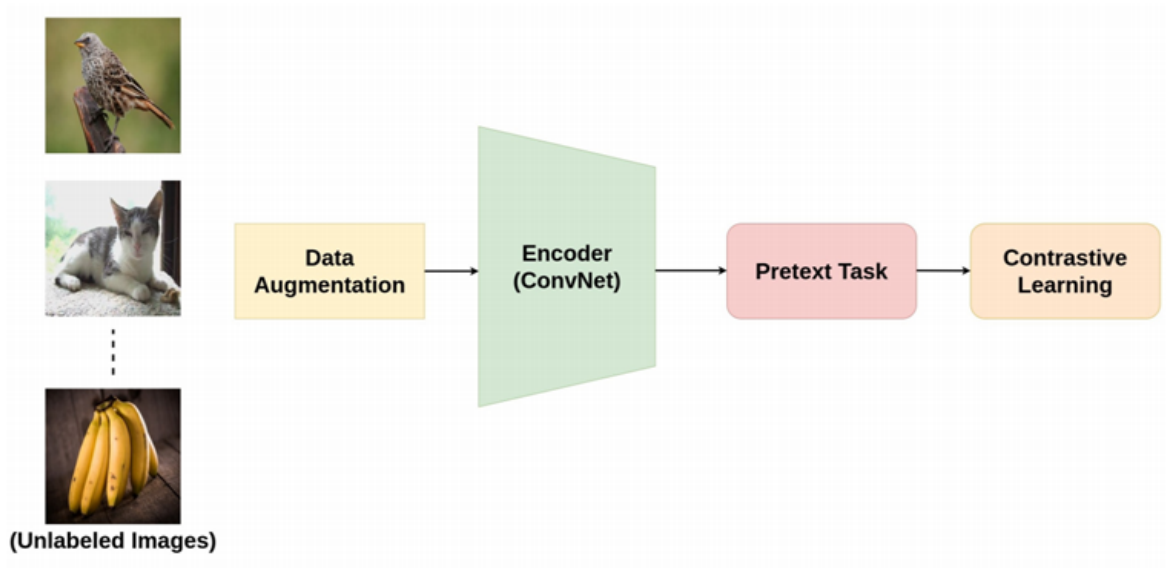 Data
Augmentation
Encoder
(ConvNet)
Pretext Task
Contrastive
Learning
(Unlabeled Images)